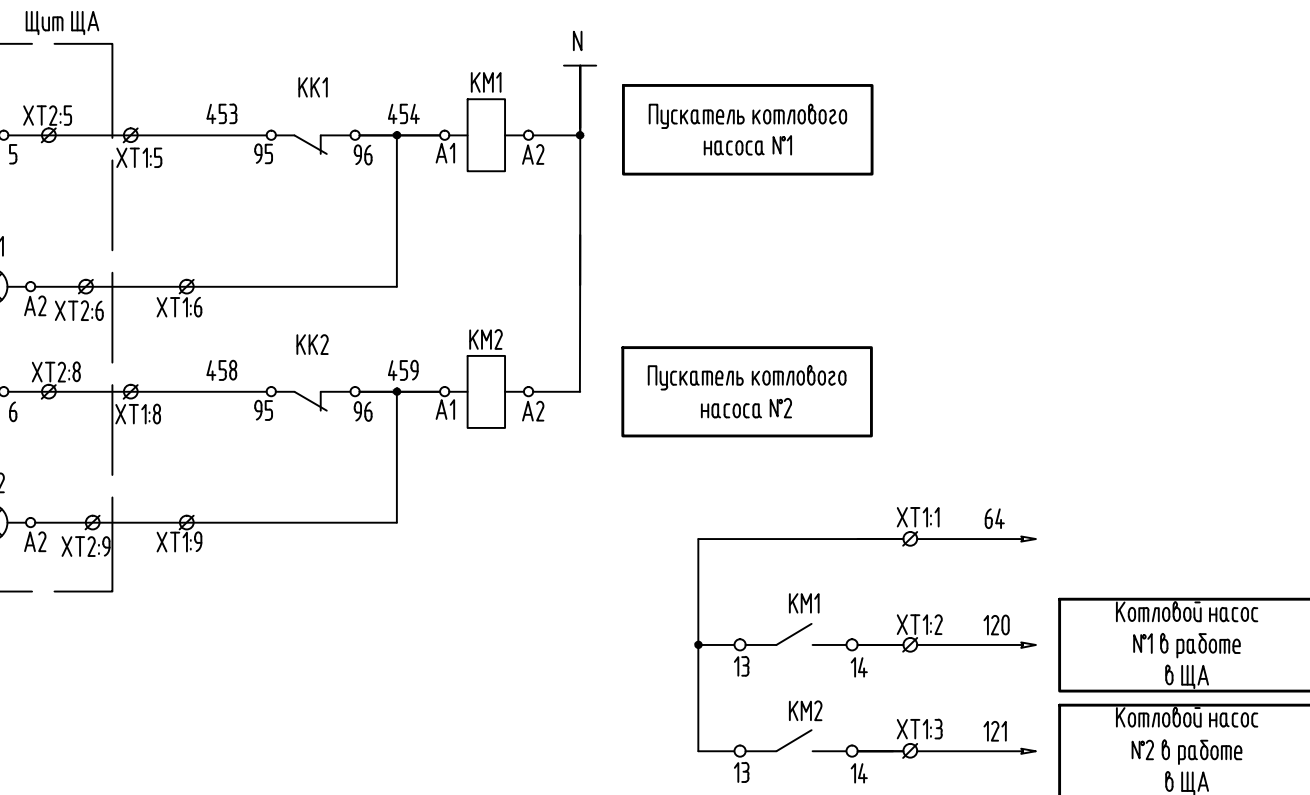 Щит ЩА
N
KK1
KM1
XT2:5
453
454
5
XT1:5
95
96
A1
A2
Пускатель котлового
насоса №1
1
A2
XT2:6
XT1:6
KK2
KM2
XT2:8
458
459
6
XT1:8
95
96
A1
A2
Пускатель котлового
насоса №2
2
A2
XT2:9
XT1:9
XT1:1
64
KM1
XT1:2
120
13
14
Котловой насос
№1 в работе
в ЩА
KM2
XT1:3
121
13
14
Котловой насос
№2 в работе
в ЩА